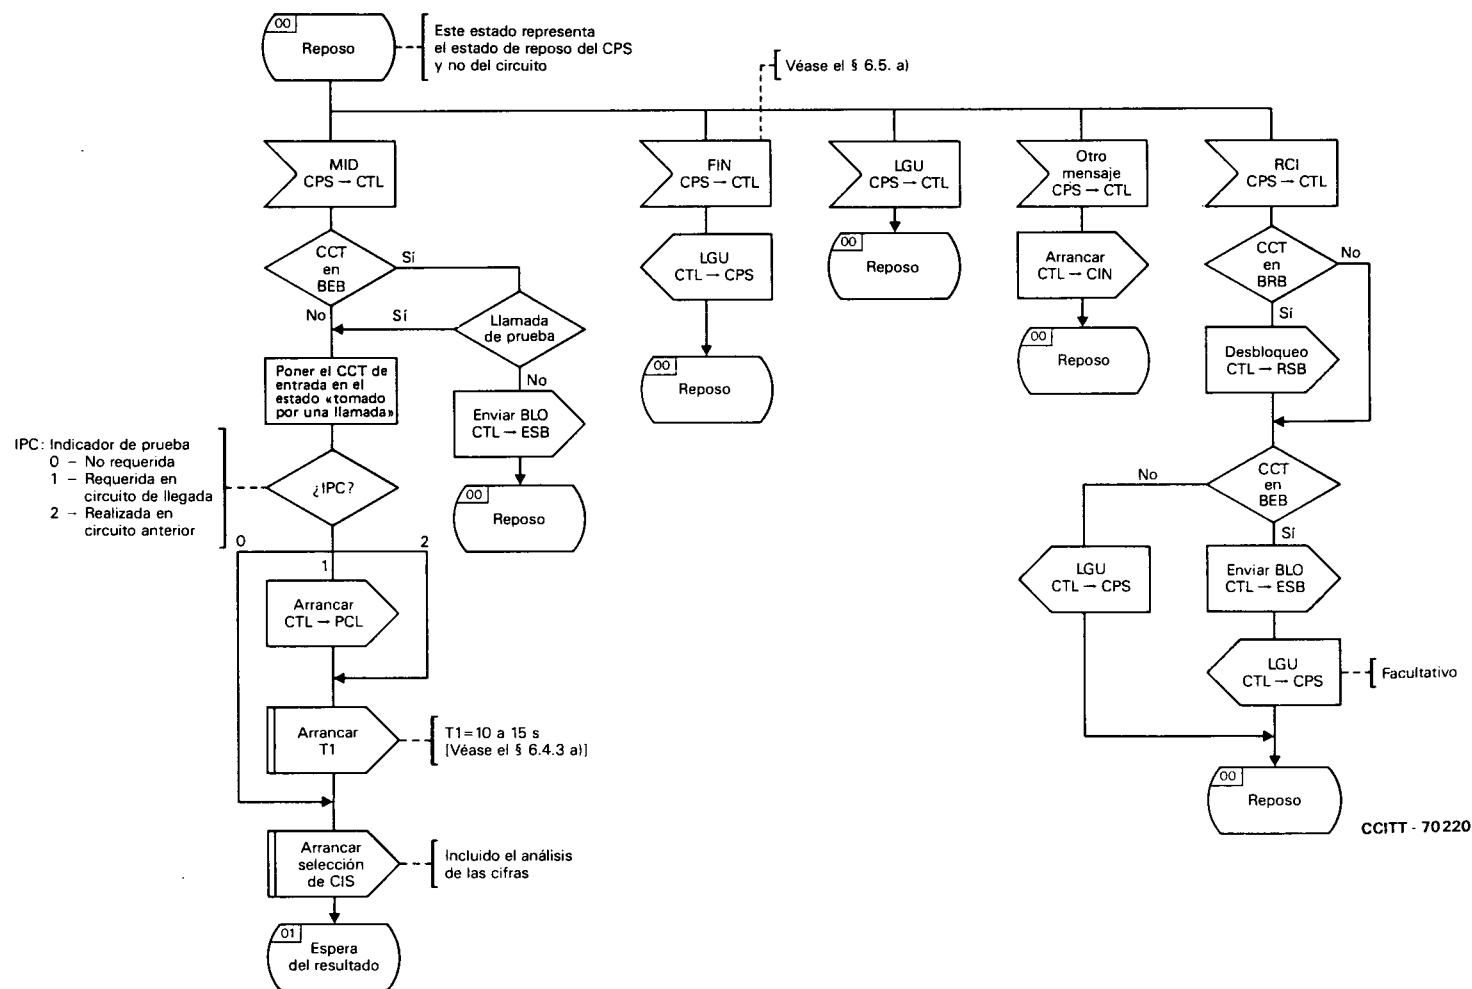 00
Reposo
Este estado representa
el estado de reposo del CPS
y no del circuito
Véase el § 6.5. a)
MID
CPS → CTL
FIN
CPS → CTL
LGU
CPS → CTL
Otro
mensaje
CPS → CTL
RCI
CPS → CTL
CCT
en
BEB
Sí
No
Llamada
de prueba
Sí
No
Poner el CCT de
entrada en el
estado «tomado
por una llamada»
Enviar BLO
CTL → ESB
00
Reposo
IPC: Indicador de prueba
0 – No requerida
1 – Requerida en
circuito de llegada
2 – Realizada en
circuito anterior
¿IPC?
0
1
2
Arrancar
CTL → PCL
Arrancar
T1
T1=10 a 15 s
[Véase el § 6.4.3 a)]
Arrancar
selección
de CIS
Incluido el análisis
de las cifras
01
Espera
del resultado
LGU
CTL → CPS
00
Reposo
00
Reposo
Arrancar
CTL → CIN
00
Reposo
CCT
en
BRB
No
Sí
Desbloqueo
CTL → RSB
CCT
en
BEB
No
Sí
LGU
CTL → CPS
Enviar BLO
CTL → ESB
LGU
CTL → CPS
Facultativo
00
Reposo
CCITT - 70220